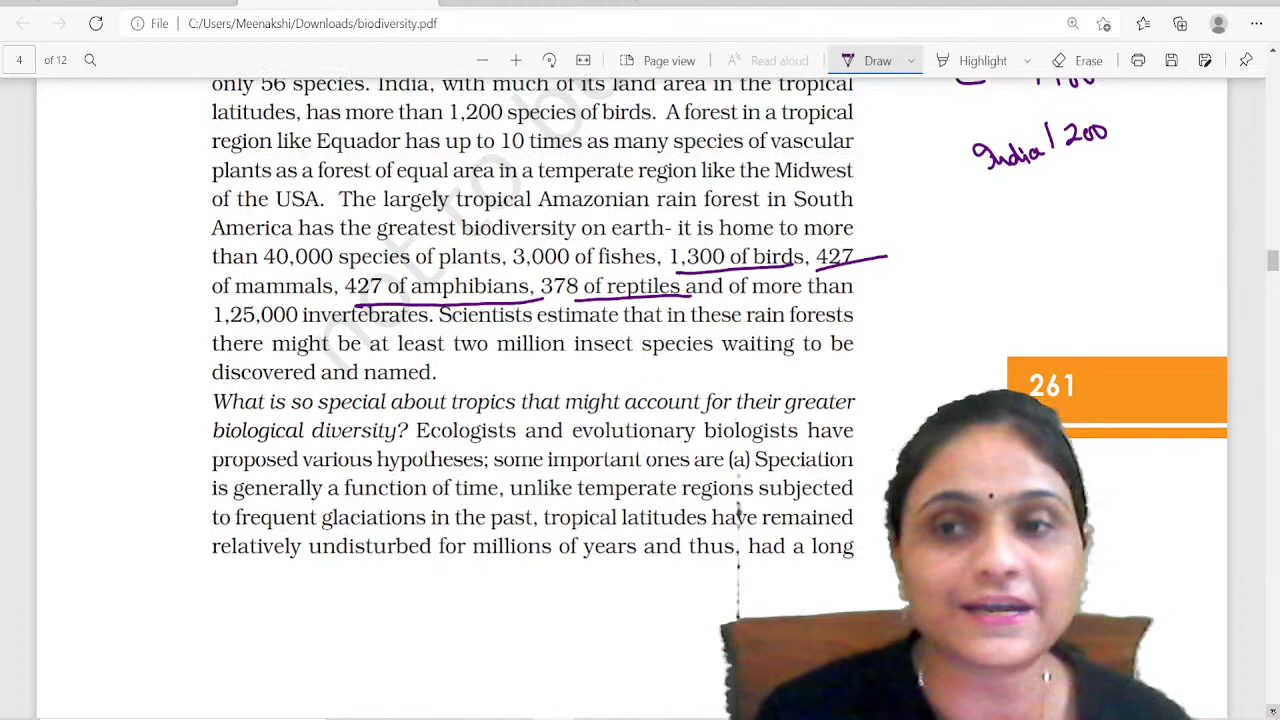 File C:/Users/Meenakshi/Downloads/biodiversity.pdf
4 of 12 Page view Read aloud Draw Highlight Erase
only 56 species. India, with much of its land area in the tropical
latitudes, has more than 1,200 species of birds. A forest in a tropical
region like Equador has up to 10 times as many species of vascular
plants as a forest of equal area in a temperate region like the Midwest
of the USA. The largely tropical Amazonian rain forest in South
America has the greatest biodiversity on earth- it is home to more
than 40,000 species of plants, 3,000 of fishes, 1,300 of birds, 427
of mammals, 427 of amphibians, 378 of reptiles and of more than
1,25,000 invertebrates. Scientists estimate that in these rain forests
there might be at least two million insect species waiting to be
discovered and named.
What is so special about tropics that might account for their greater
biological diversity? Ecologists and evolutionary biologists have
proposed various hypotheses; some important ones are (a) Speciation
is generally a function of time, unlike temperate regions subjected
to frequent glaciations in the past, tropical latitudes have remained
relatively undisturbed for millions of years and thus, had a long
India 1200
261
not to be